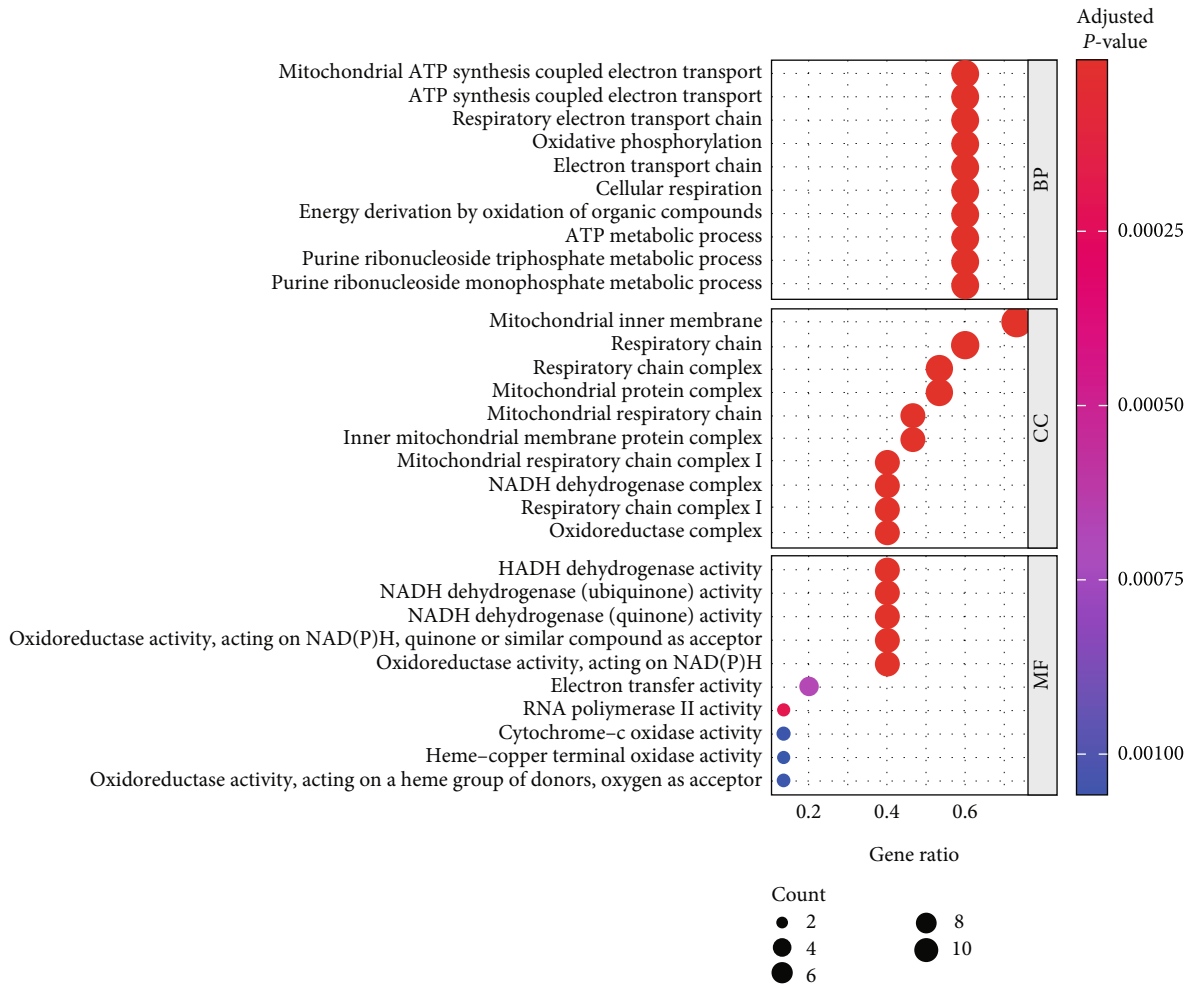 Adjusted
P-value
Mitochondrial ATP synthesis coupled electron transport
ATP synthesis coupled electron transport
Respiratory electron transport chain
Oxidative phosphorylation
Electron transport chain
Cellular respiration
Energy derivation by oxidation of organic compounds
ATP metabolic process
Purine ribonucleoside triphosphate metabolic process
Purine ribonucleoside monophosphate metabolic process
BP
Mitochondrial inner membrane
Respiratory chain
Respiratory chain complex
Mitochondrial protein complex
Mitochondrial respiratory chain
Inner mitochondrial membrane protein complex
Mitochondrial respiratory chain complex I
NADH dehydrogenase complex
Respiratory chain complex I
Oxidoreductase complex
CC
HADH dehydrogenase activity
NADH dehydrogenase (ubiquinone) activity
NADH dehydrogenase (quinone) activity
Oxidoreductase activity, acting on NAD(P)H, quinone or similar compound as acceptor
Oxidoreductase activity, acting on NAD(P)H
Electron transfer activity
RNA poliymerase II activity
Cytochrome–c oxidase activity
Heme–copper terminal oxidase activity
Oxidoreductase activity, acting on a heme group of donors, oxygen as acceptor
MF
0.00025
0.00050
0.00075
0.00100
0.2 0.4 0.6
Gene ratio
Count
2 8
4 10
6